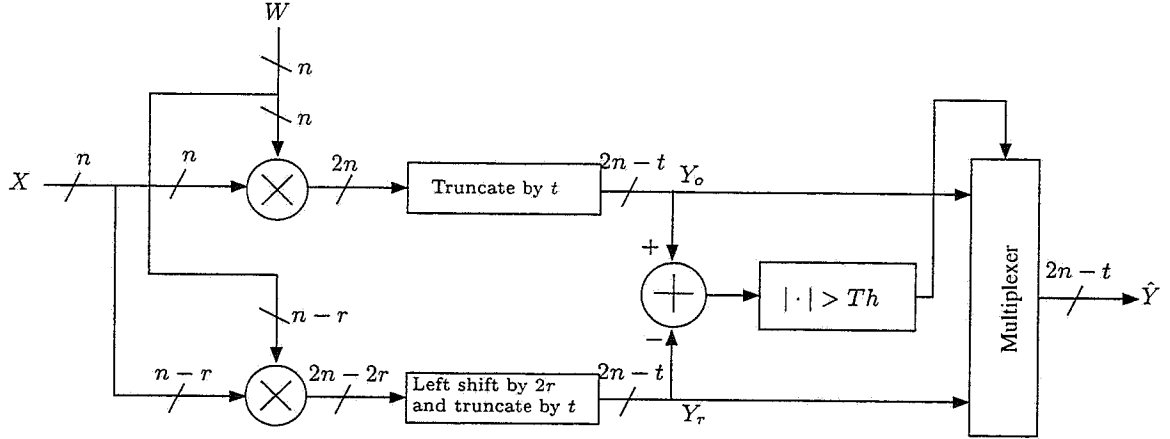 W
n
n
X
n
n
2n
Truncate by t
2n − t
Y_o
+
| · | > Th
Multiplexer
2n − t
Ŷ
n − r
−
n − r
2n − 2r
Left shift by 2r
and truncate by t
2n − t
Y_r